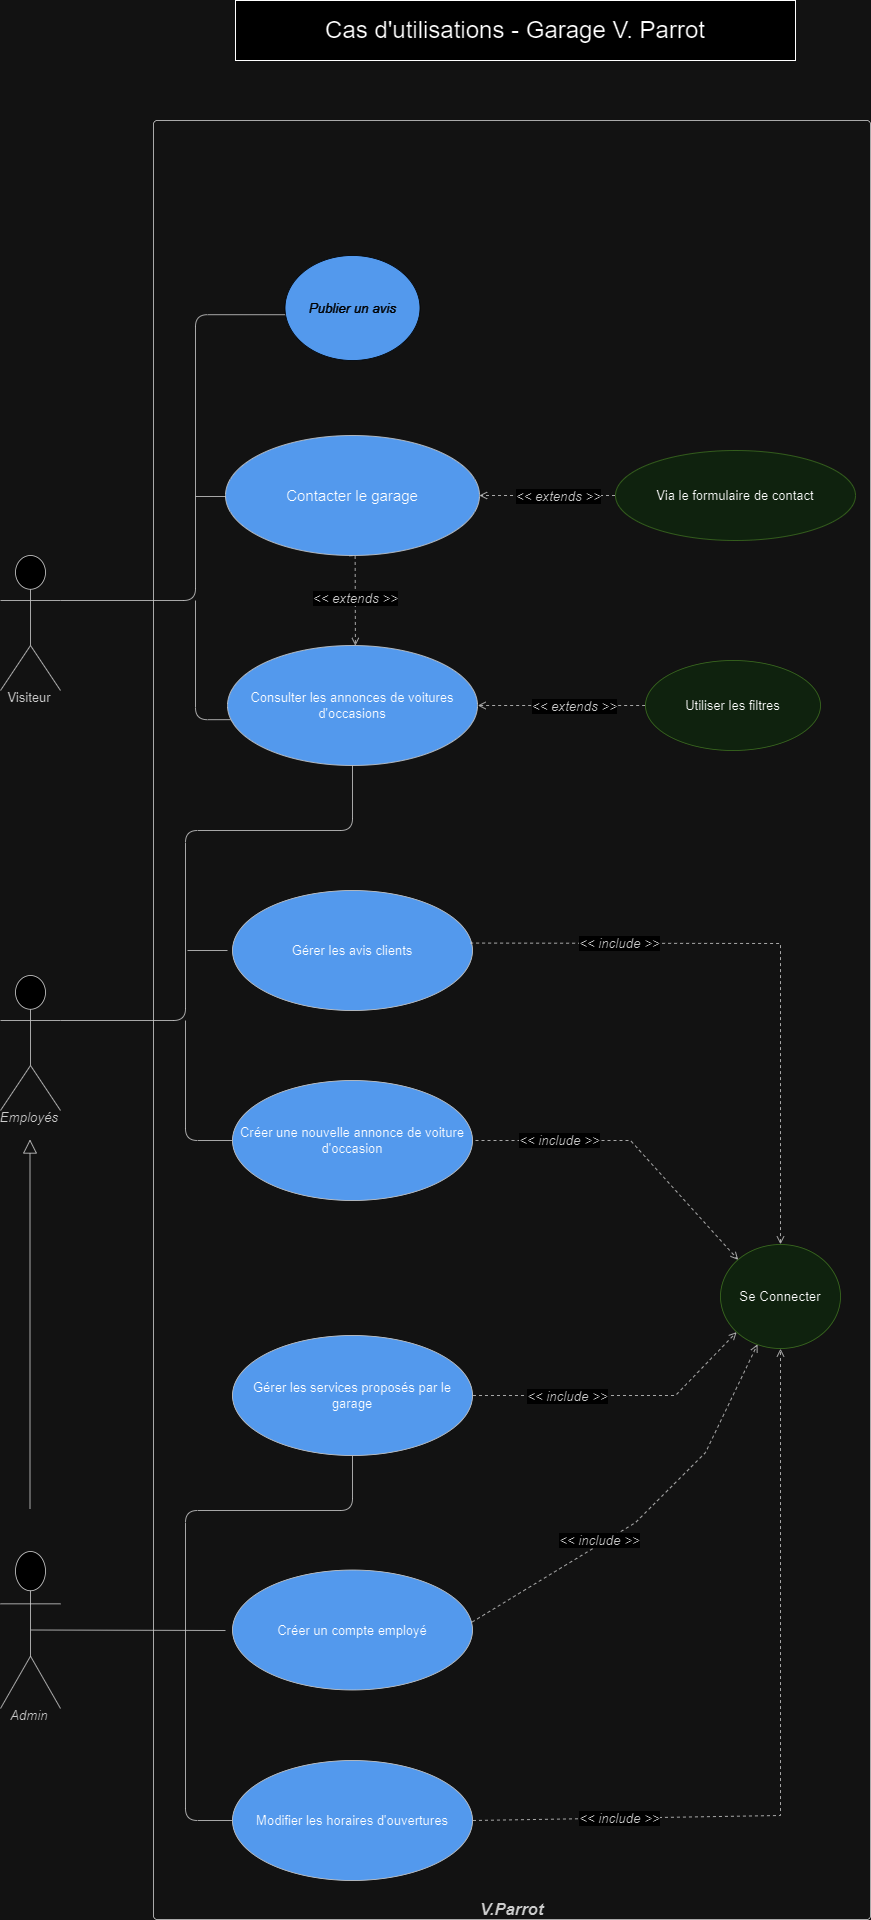 Cas d'utilisations - Garage V. Parrot
Publier un avis
Contacter le garage
<< extends >>
Via le formulaire de contact
<< extends >>
Visiteur
Consulter les annonces de voitures
d'occasions
<< extends >>
Utiliser les filtres
Gérer les avis clients
<< include >>
Employés
Créer une nouvelle annonce de voiture
d'occasion
<< include >>
Se Connecter
Gérer les services proposés par le
garage
<< include >>
<< include >>
Créer un compte employé
Admin
Modifier les horaires d'ouvertures
<< include >>
V.Parrot